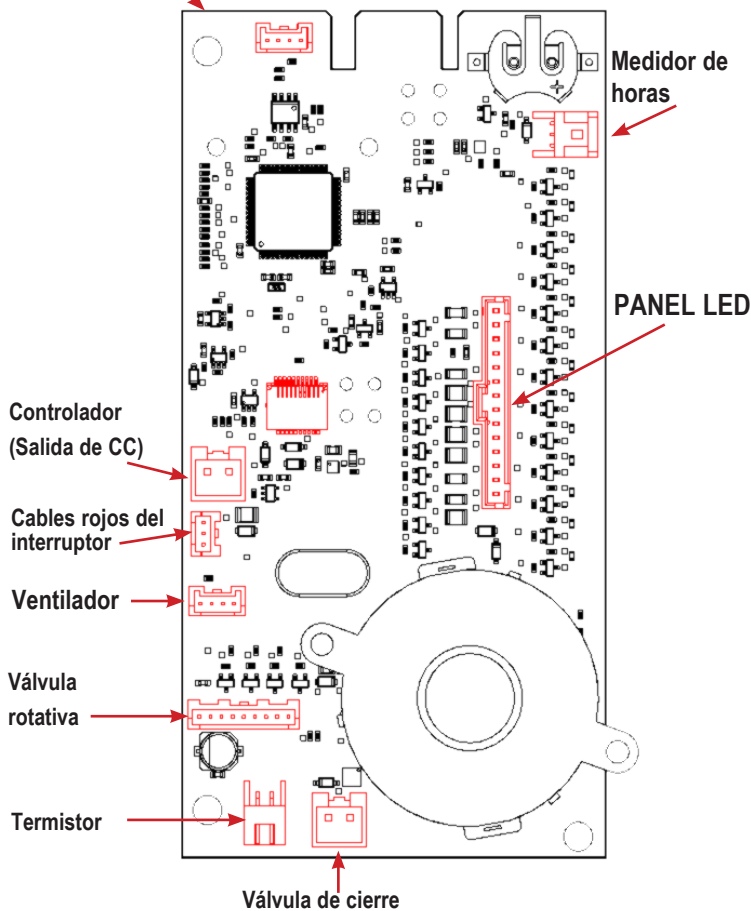 Medidor de
horas
PANEL LED
Controlador
(Salida de CC)
Cables rojos del
interruptor
Ventilador
Válvula
rotativa
Termistor
Válvula de cierre